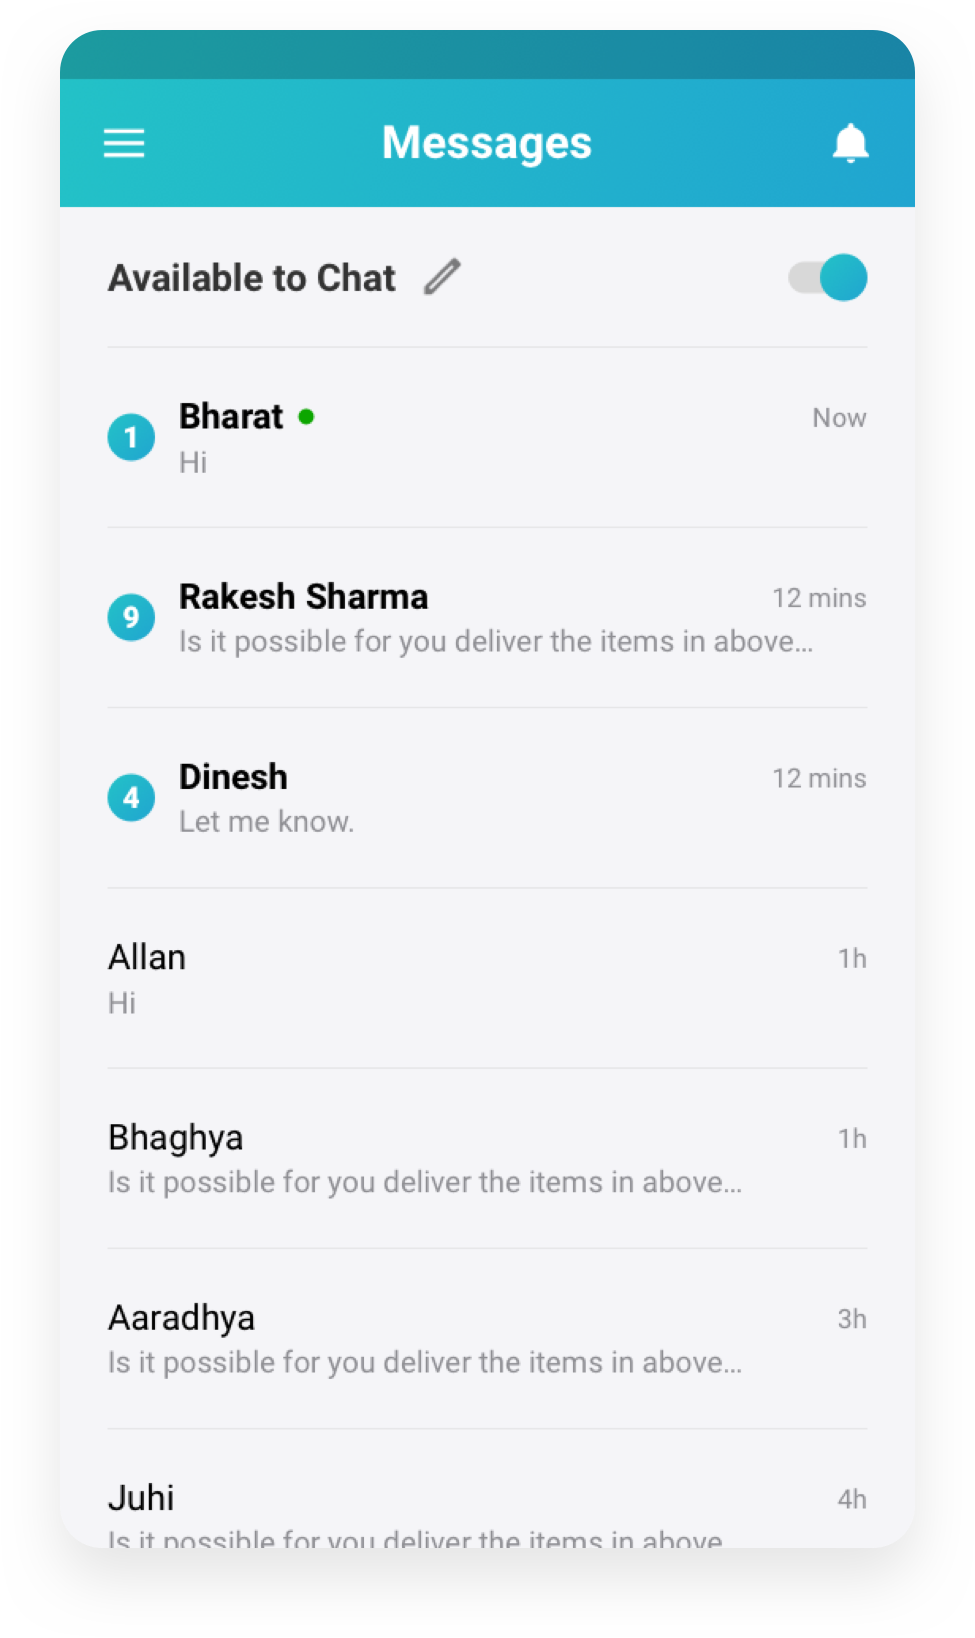 Messages
Available to Chat
1 Bharat Now
Hi
9 Rakesh Sharma 12 mins
Is it possible for you deliver the items in above...
4 Dinesh 12 mins
Let me know.
Allan 1h
Hi
Bhaghya 1h
Is it possible for you deliver the items in above...
Aaradhya 3h
Is it possible for you deliver the items in above...
Juhi 4h
Is it possible for you deliver the items in above